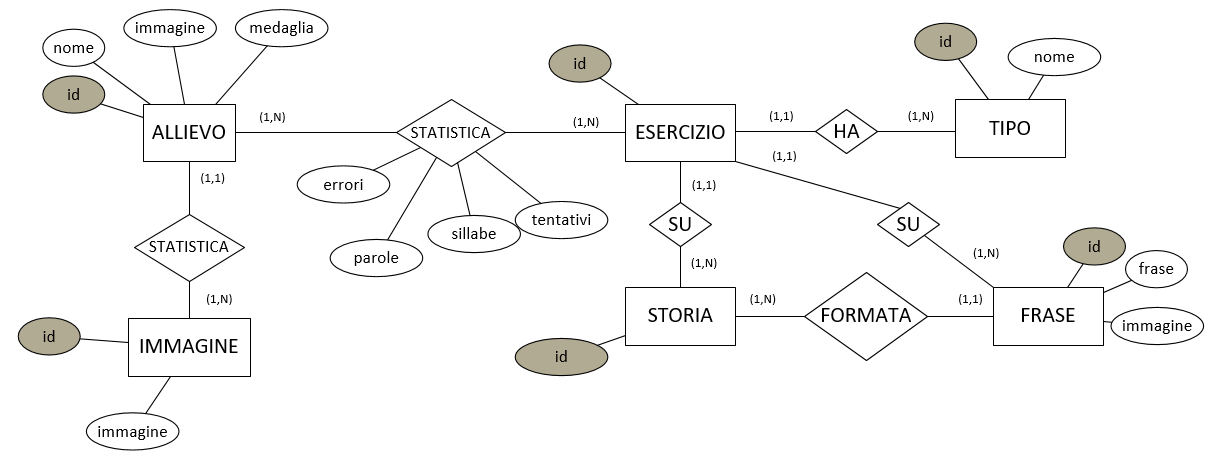 immagine
medaglia
nome
id
ALLIEVO
(1,N)
STATISTICA
(1,N)
id
ESERCIZIO
(1,1)
HA
(1,N)
id
nome
TIPO
(1,1)
errori
parole
sillabe
tentativi
(1,1)
(1,1)
STATISTICA
(1,N)
SU
(1,N)
SU
(1,N)
id
frase
immagine
id
IMMAGINE
immagine
STORIA
id
(1,N)
FORMATA
(1,1)
FRASE